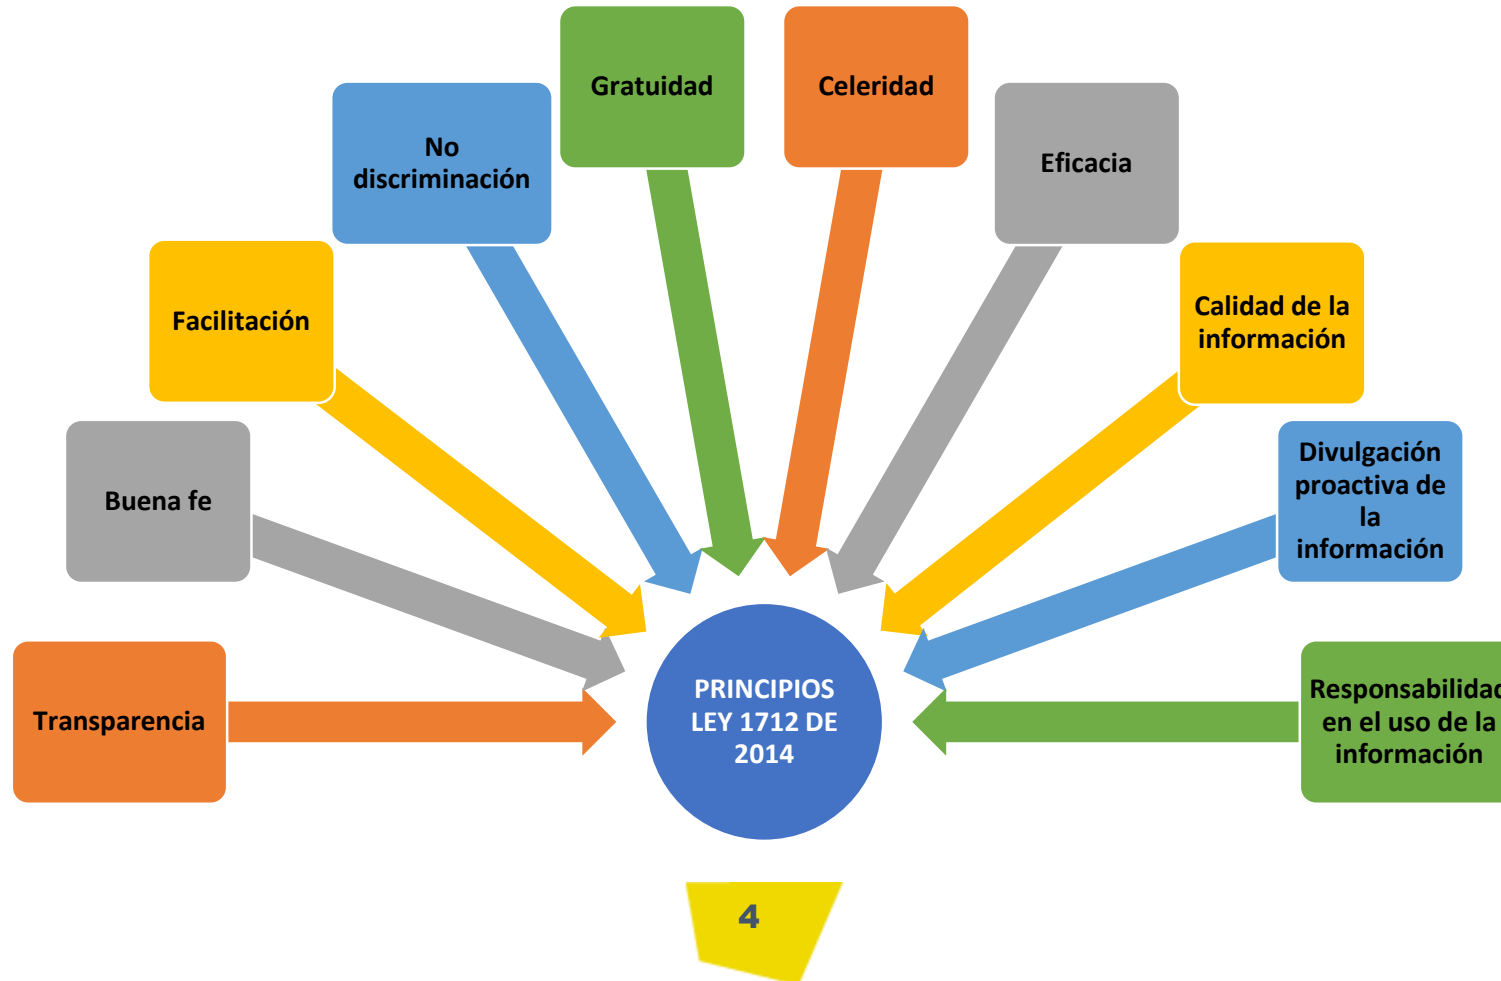 Gratuidad
Celeridad
No
discriminación
Eficacia
Facilitación
Calidad de la
información
Buena fe
Divulgación
proactiva de
la
información
Transparencia
PRINCIPIOS
LEY 1712 DE
2014
Responsabilidad
en el uso de la
información
4